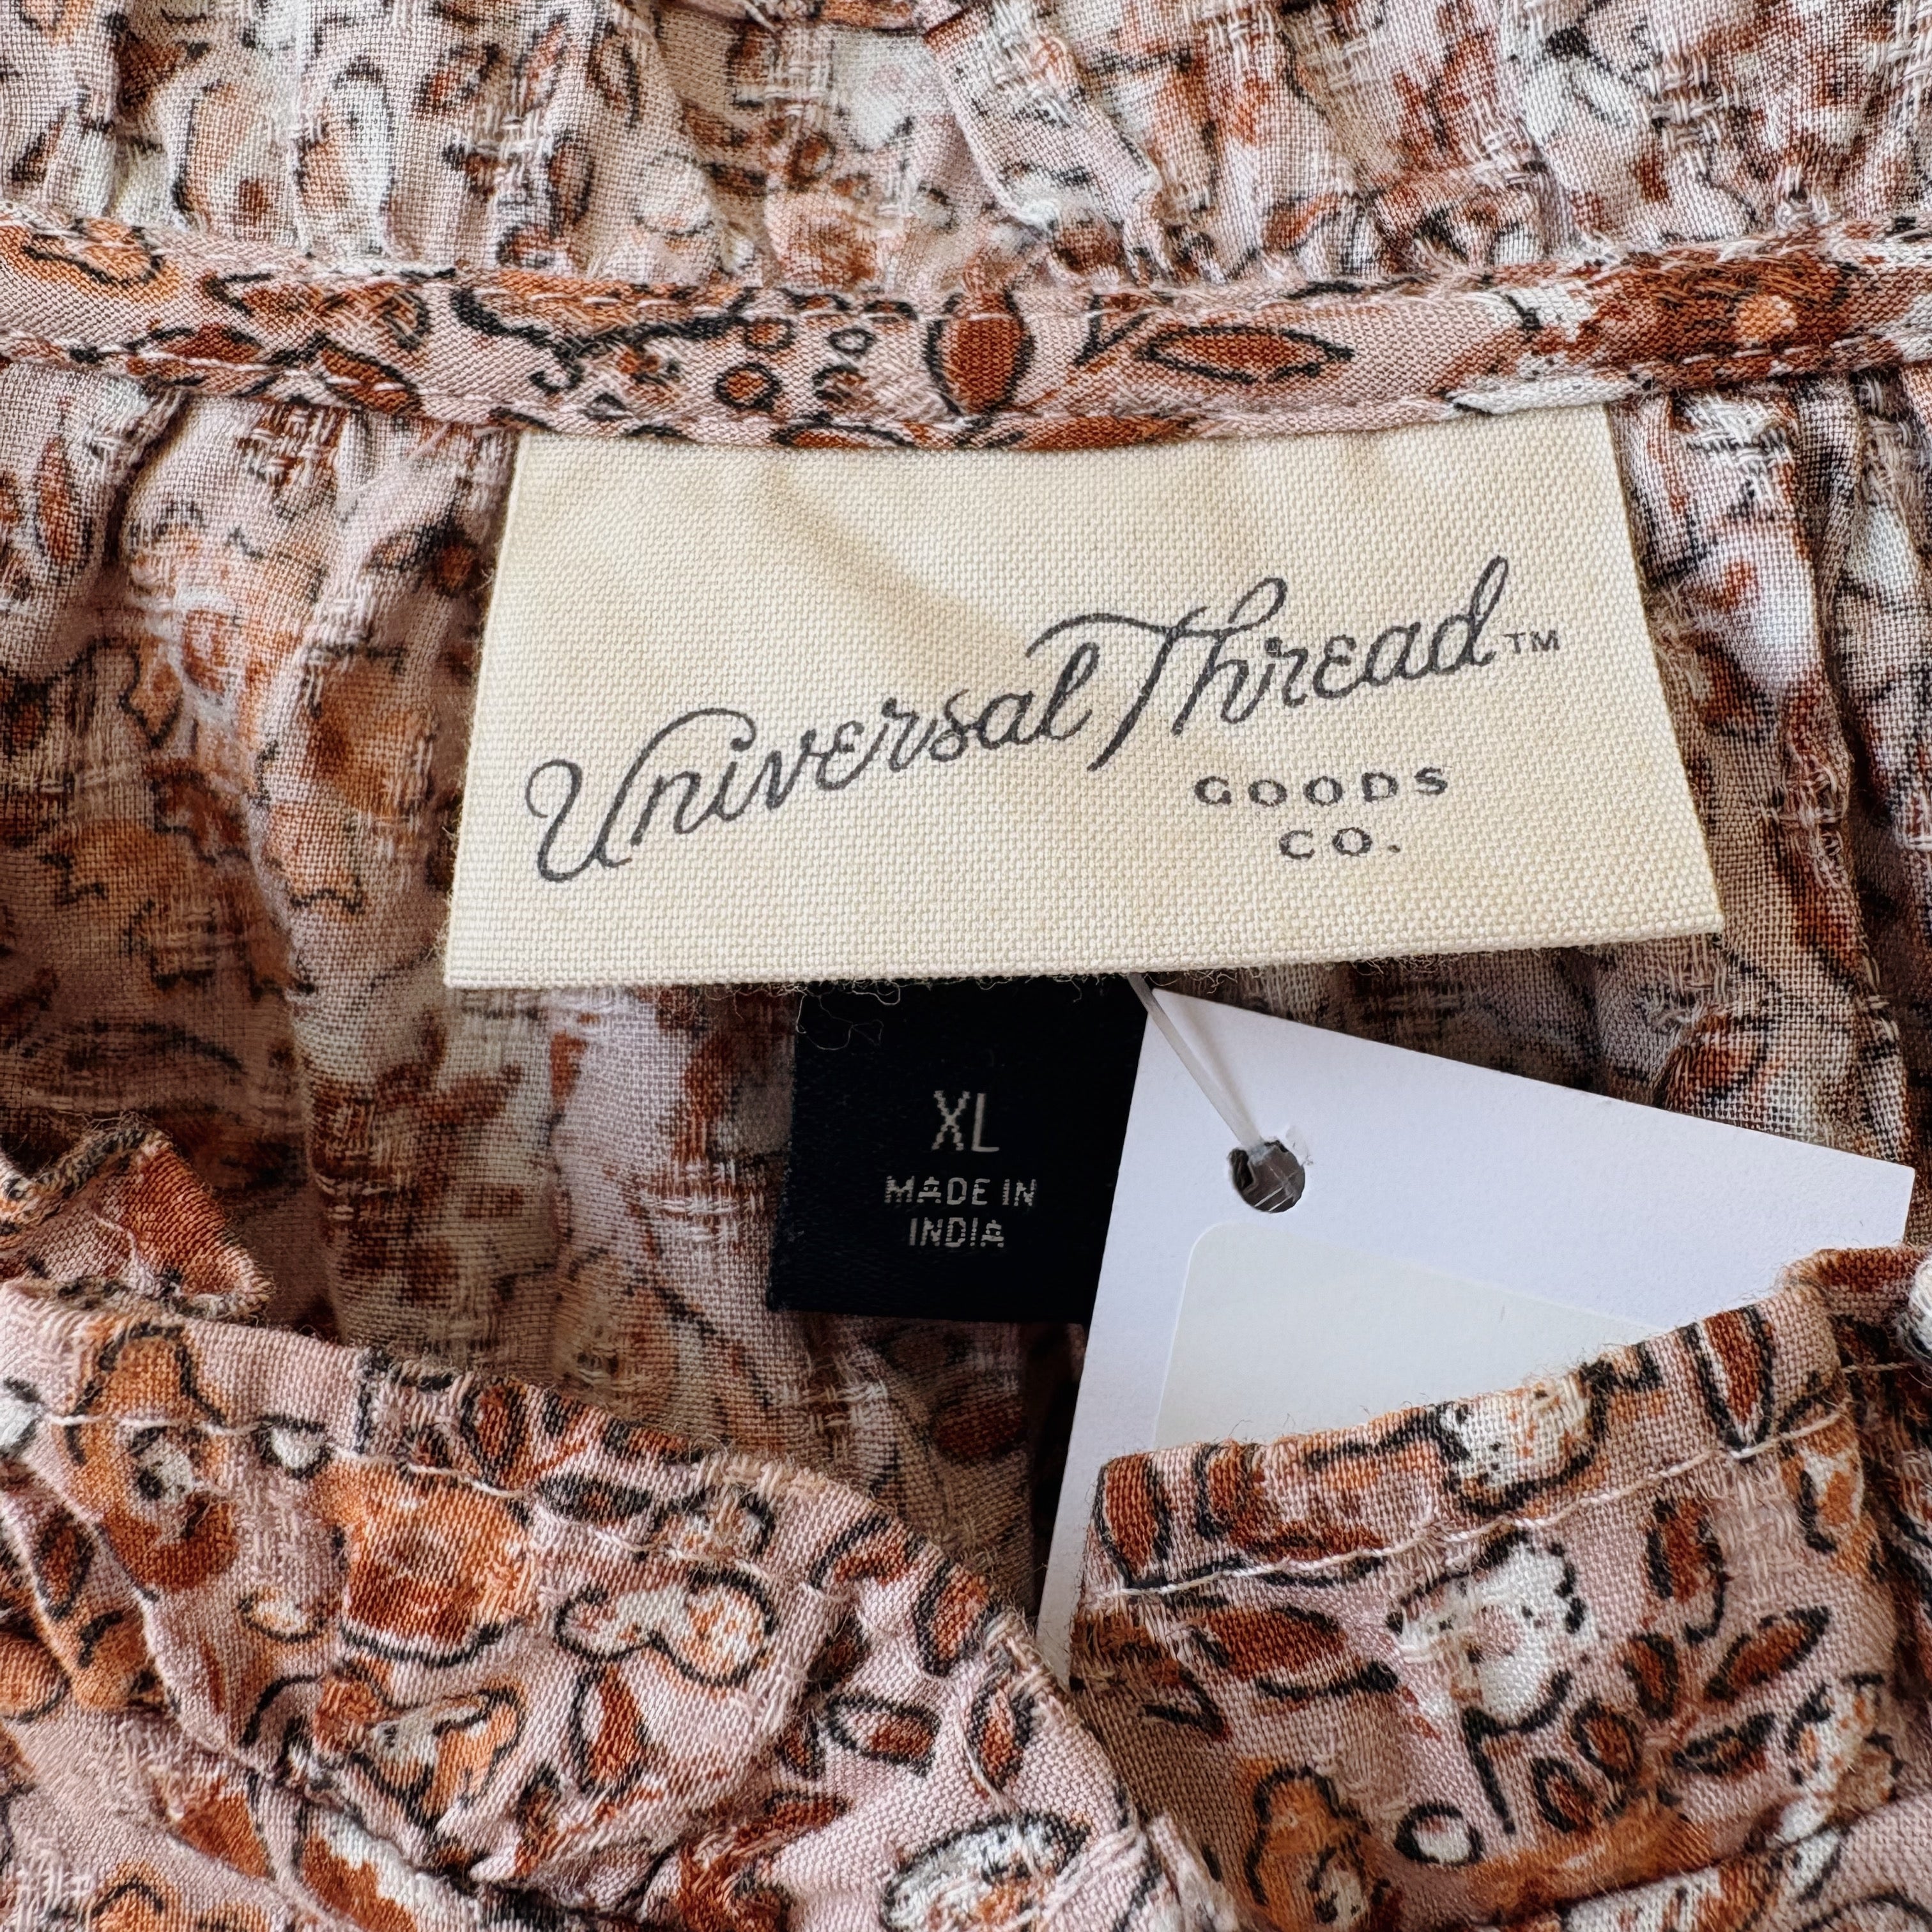 Universal Thread™
GOODS
CO.
XL
MADE IN
INDIA